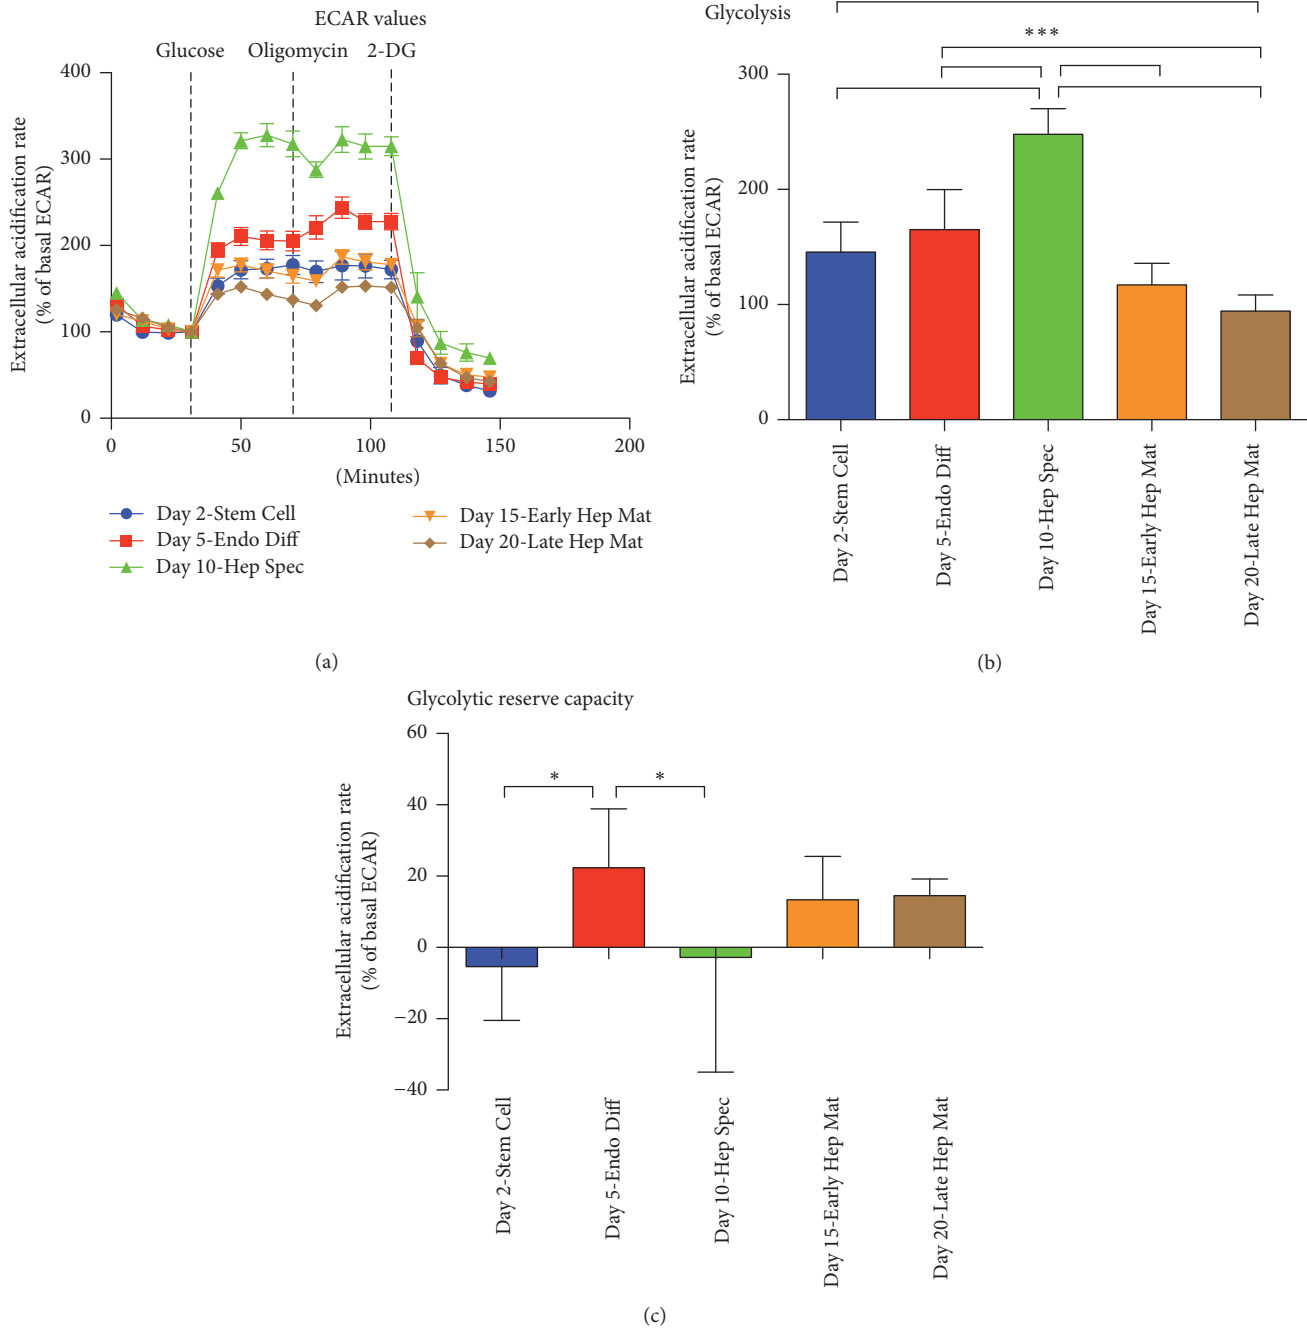 ECAR values
Glucose
Oligomycin
2-DG
Extracellular acidification rate
(% of basal ECAR)
400
300
200
100
0
0
50
100
150
200
(Minutes)
Day 2-Stem Cell
Day 5-Endo Diff
Day 10-Hep Spec
Day 15-Early Hep Mat
Day 20-Late Hep Mat
(a)
Glycolysis
***
Extracellular acidification rate
(% of basal ECAR)
300
200
100
0
Day 2-Stem Cell
Day 5-Endo Diff
Day 10-Hep Spec
Day 15-Early Hep Mat
Day 20-Late Hep Mat
(b)
Glycolytic reserve capacity
Extracellular acidification rate
(% of basal ECAR)
60
40
20
0
−20
−40
*
*
Day 2-Stem Cell
Day 5-Endo Diff
Day 10-Hep Spec
Day 15-Early Hep Mat
Day 20-Late Hep Mat
(c)